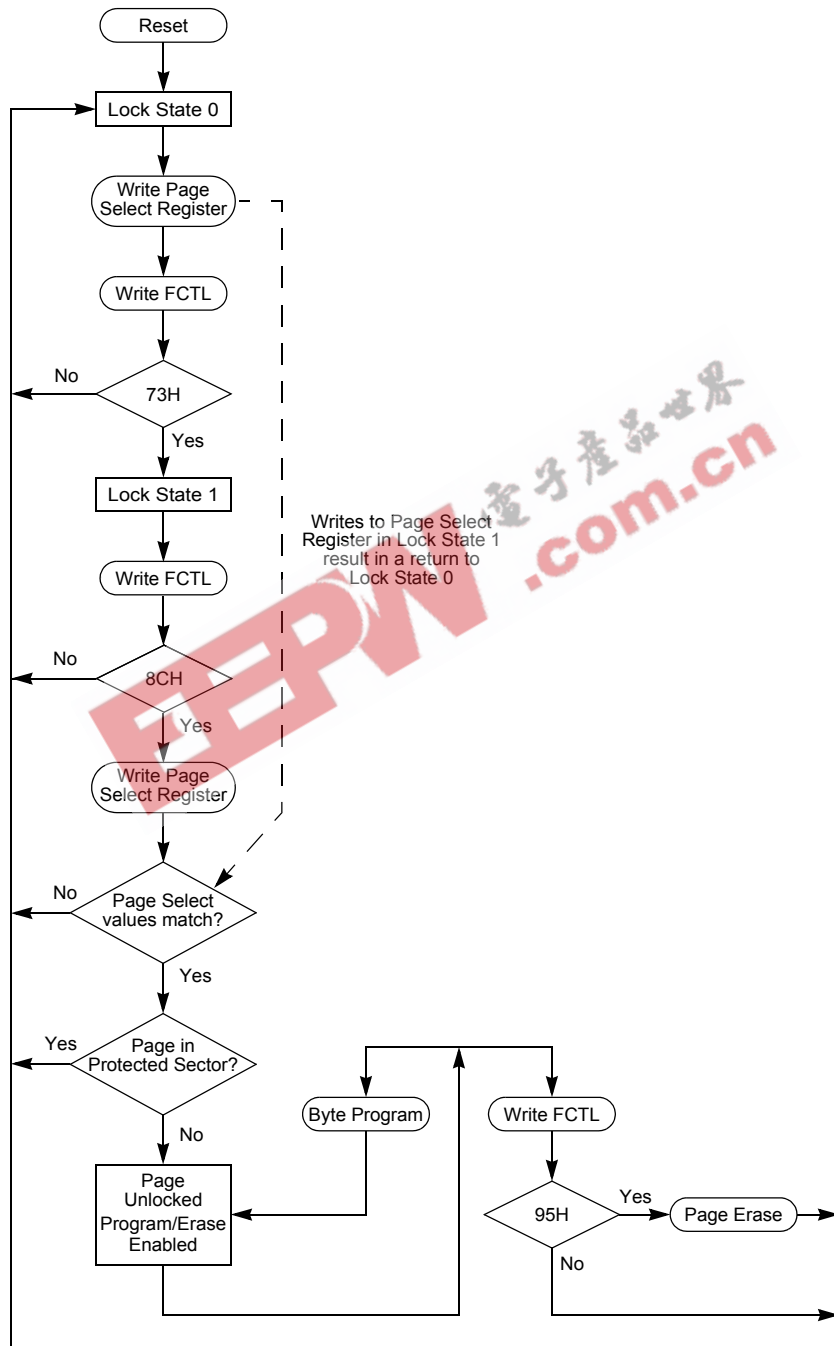 Reset
Lock State 0
Write Page
Select Register
Write FCTL
No
73H
Yes
Lock State 1
Writes to Page Select
Register in Lock State 1
result in a return to
Lock State 0
Write FCTL
No
8CH
Yes
Write Page
Select Register
No
Page Select
values match?
Yes
Yes
Page in
Protected Sector?
No
Byte Program
Write FCTL
Page
Unlocked
Program/Erase
Enabled
95H
Yes
Page Erase
No
EEPW
.com.cn
電子產品世界